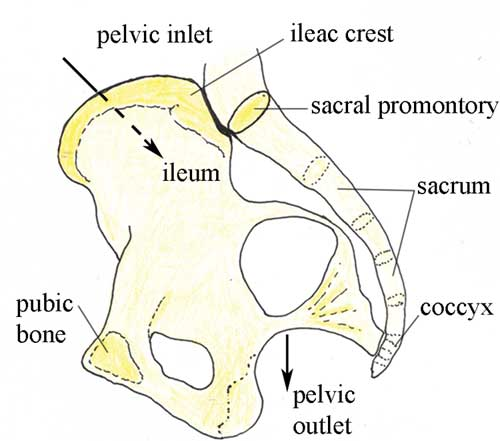 pelvic inlet
ileac crest
sacral promontory
ileum
sacrum
pubic
bone
coccyx
pelvic
outlet